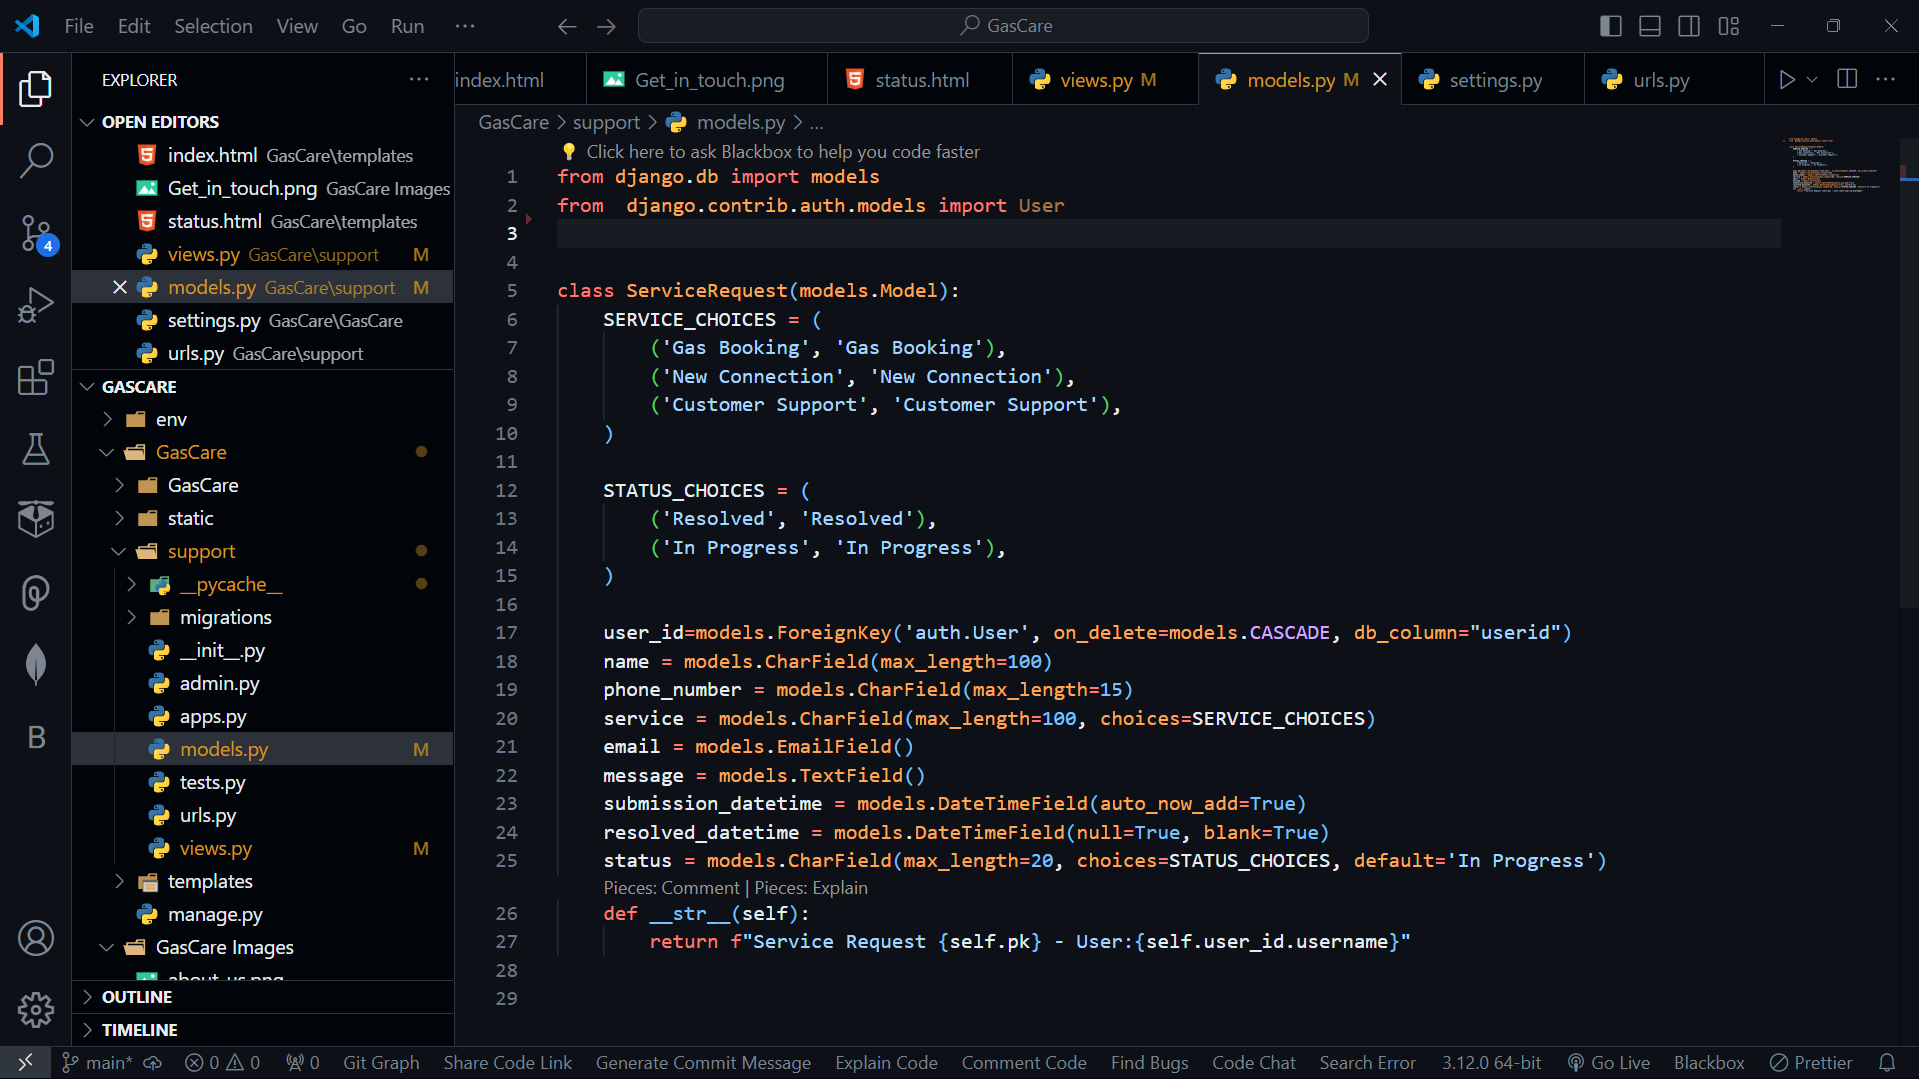 File Edit Selection View Go Run ··· GasCare
EXPLORER ···
OPEN EDITORS
index.html GasCare\templates
Get_in_touch.png GasCare Images
status.html GasCare\templates
views.py GasCare\support M
models.py GasCare\support M
settings.py GasCare\GasCare
urls.py GasCare\support
GASCARE
env
GasCare
GasCare
static
support
__pycache__
migrations
__init__.py
admin.py
apps.py
models.py M
tests.py
urls.py
views.py M
templates
manage.py
GasCare Images
about_us.png
OUTLINE
TIMELINE
4
B
index.html Get_in_touch.png status.html views.py M models.py M settings.py urls.py ···
GasCare > support > models.py > ...
Click here to ask Blackbox to help you code faster
1 from django.db import models
2 from  django.contrib.auth.models import User
3
4
5 class ServiceRequest(models.Model):
6     SERVICE_CHOICES = (
7         ('Gas Booking', 'Gas Booking'),
8         ('New Connection', 'New Connection'),
9         ('Customer Support', 'Customer Support'),
10     )
11
12     STATUS_CHOICES = (
13         ('Resolved', 'Resolved'),
14         ('In Progress', 'In Progress'),
15     )
16
17     user_id=models.ForeignKey('auth.User', on_delete=models.CASCADE, db_column="userid")
18     name = models.CharField(max_length=100)
19     phone_number = models.CharField(max_length=15)
20     service = models.CharField(max_length=100, choices=SERVICE_CHOICES)
21     email = models.EmailField()
22     message = models.TextField()
23     submission_datetime = models.DateTimeField(auto_now_add=True)
24     resolved_datetime = models.DateTimeField(null=True, blank=True)
25     status = models.CharField(max_length=20, choices=STATUS_CHOICES, default='In Progress')
Pieces: Comment | Pieces: Explain
26     def __str__(self):
27         return f"Service Request {self.pk} - User:{self.user_id.username}"
28
29
main* 0 0 0 Git Graph Share Code Link Generate Commit Message Explain Code Comment Code Find Bugs Code Chat Search Error 3.12.0 64-bit Go Live Blackbox Prettier